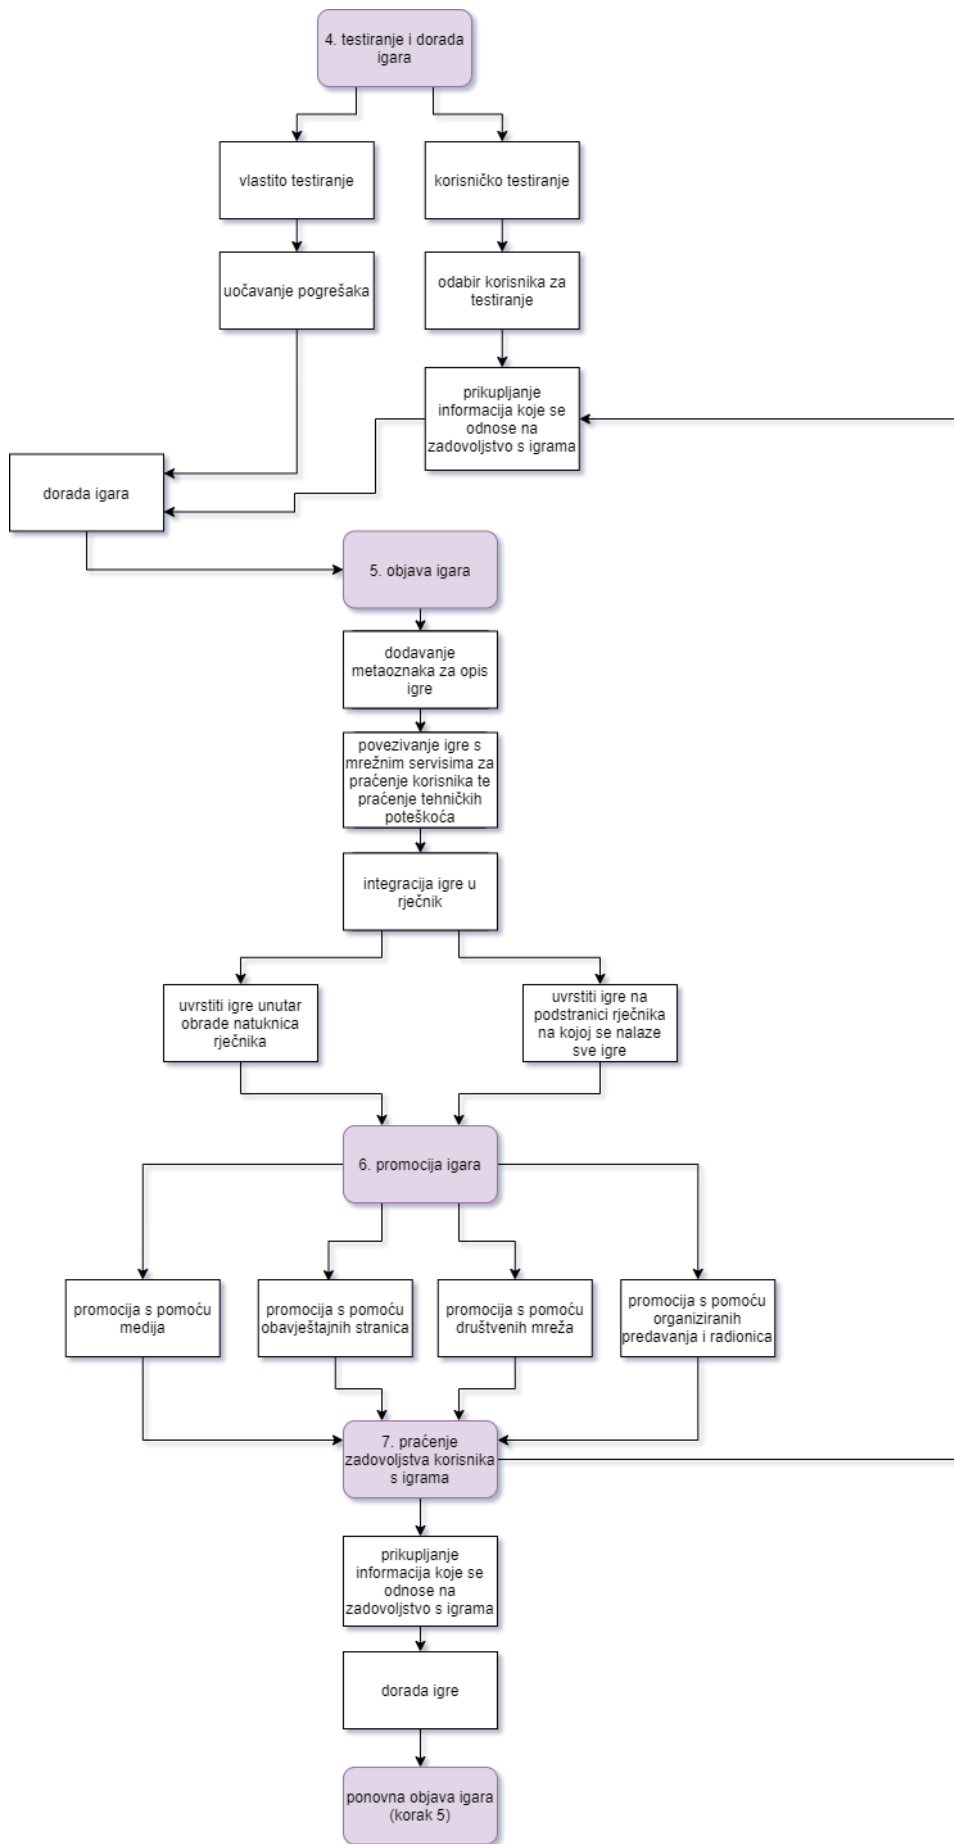 4. testiranje i dorada
igara
vlastito testiranje
korisničko testiranje
uočavanje pogrešaka
odabir korisnika za
testiranje
prikupljanje
informacija koje se
odnose na
zadovoljstvo s igrama
dorada igara
5. objava igara
dodavanje
metaoznaka za opis
igre
povezivanje igre s
mrežnim servisima za
praćenje korisnika te
praćenje tehničkih
poteškoća
integracija igre u
rječnik
uvrstiti igre unutar
obrade natuknica
rječnika
uvrstiti igre na
podstranici rječnika
na kojoj se nalaze
sve igre
6. promocija igara
promocija s pomoću
medija
promocija s pomoću
obavještajnih stranica
promocija s pomoću
društvenih mreža
promocija s pomoću
organiziranih
predavanja i radionica
7. praćenje
zadovoljstva korisnika
s igrama
prikupljanje
informacija koje se
odnose na
zadovoljstvo s igrama
dorada igre
ponovna objava igara
(korak 5)